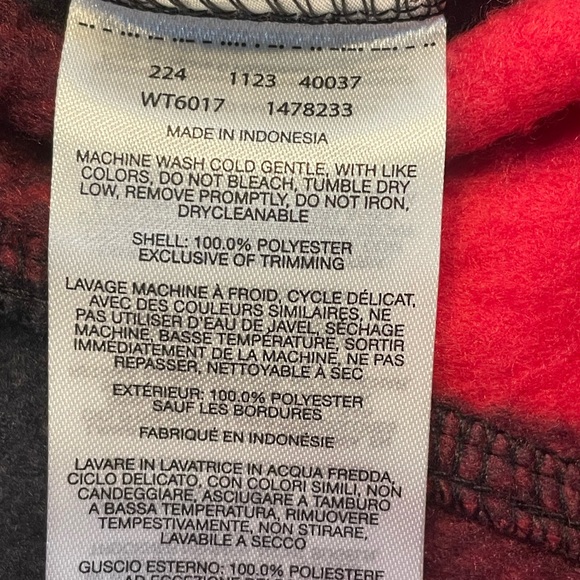 224 1123 40037
WT6017 1478233
MADE IN INDONESIA
MACHINE WASH COLD GENTLE, WITH LIKE
COLORS, DO NOT BLEACH, TUMBLE DRY
LOW, REMOVE PROMPTLY, DO NOT IRON,
DRYCLEANABLE
SHELL: 100.0% POLYESTER
EXCLUSIVE OF TRIMMING
LAVAGE MACHINE À FROID, CYCLE DÉLICAT,
AVEC DES COULEURS SIMILAIRES, NE
PAS UTILISER D'EAU DE JAVEL, SÉCHAGE
MACHINE, BASSE TEMPÉRATURE, SORTIR
IMMÉDIATEMENT DE LA MACHINE, NE PAS
REPASSER, NETTOYABLE À SEC
EXTÉRIEUR: 100.0% POLYESTER
SAUF LES BORDURES
FABRIQUÉ EN INDONÉSIE
LAVARE IN LAVATRICE IN ACQUA FREDDA,
CICLO DELICATO, CON COLORI SIMILI, NON
CANDEGGIARE, ASCIUGARE A TAMBURO
A BASSA TEMPERATURA, RIMUOVERE
TEMPESTIVAMENTE, NON STIRARE,
LAVABILE A SECCO
GUSCIO ESTERNO: 100.0% POLIESTERE